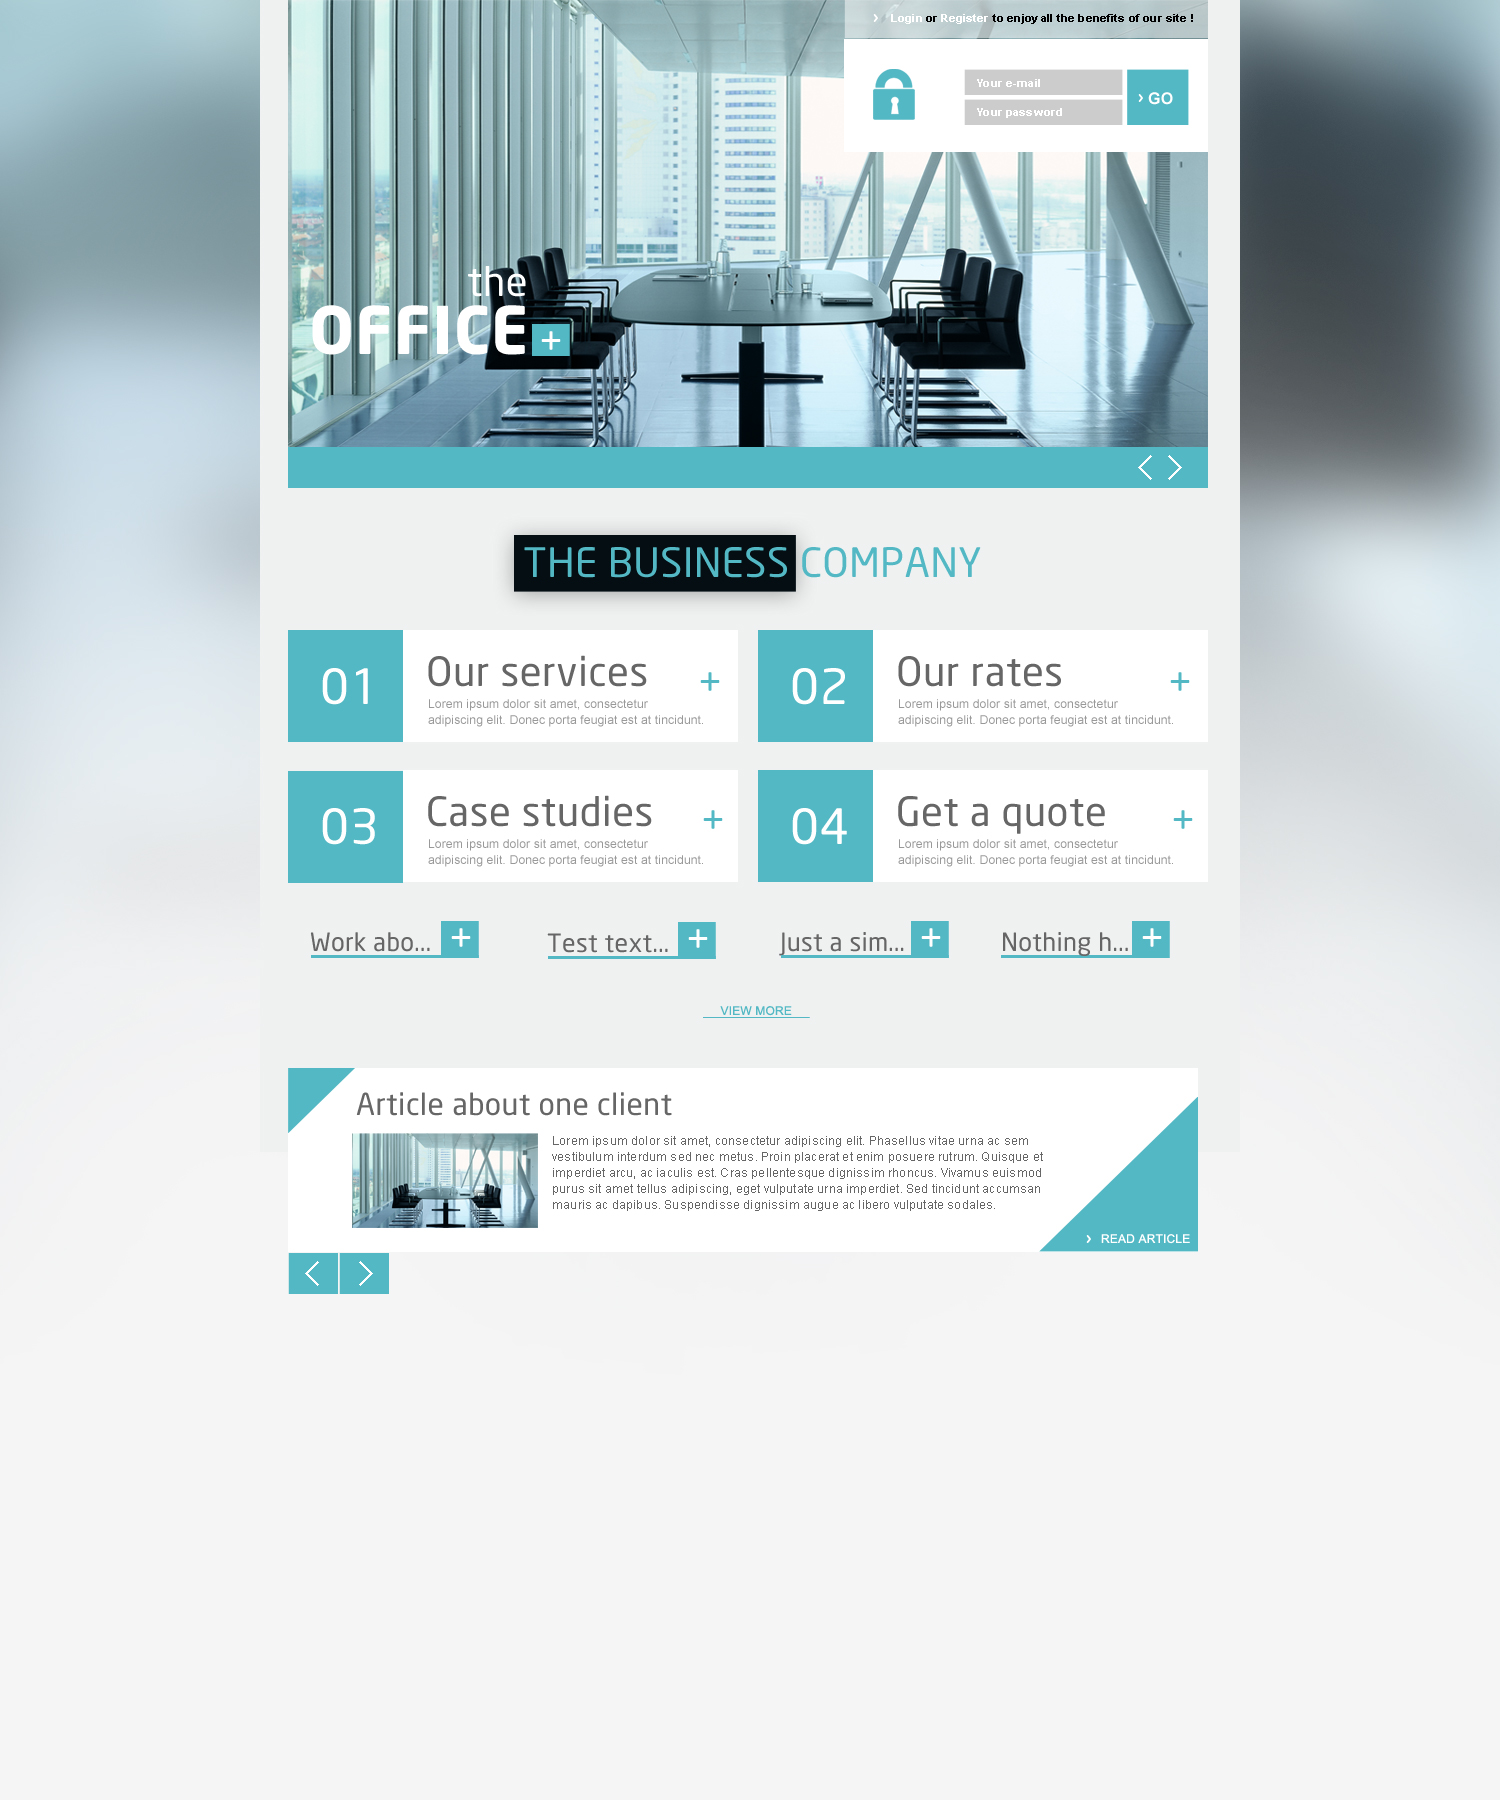 › Login or Register to enjoy all the benefits of our site !
Your e-mail
Your password
› GO
the
OFFICE +
THE BUSINESS COMPANY
01
Our services +
Lorem ipsum dolor sit amet, consectetur
adipiscing elit. Donec porta feugiat est at tincidunt.
02
Our rates +
Lorem ipsum dolor sit amet, consectetur
adipiscing elit. Donec porta feugiat est at tincidunt.
03
Case studies +
Lorem ipsum dolor sit amet, consectetur
adipiscing elit. Donec porta feugiat est at tincidunt.
04
Get a quote +
Lorem ipsum dolor sit amet, consectetur
adipiscing elit. Donec porta feugiat est at tincidunt.
Work abo... +
Test text... +
Just a sim... +
Nothing h... +
VIEW MORE
Article about one client
Lorem ipsum dolor sit amet, consectetur adipiscing elit. Phasellus vitae urna ac sem
vestibulum interdum sed nec metus. Proin placerat et enim posuere rutrum. Quisque et
imperdiet arcu, ac iaculis est. Cras pellentesque dignissim rhoncus. Vivamus euismod
purus sit amet tellus adipiscing, eget vulputate urna imperdiet. Sed tincidunt accumsan
mauris ac dapibus. Suspendisse dignissim augue ac libero vulputate sodales.
› READ ARTICLE